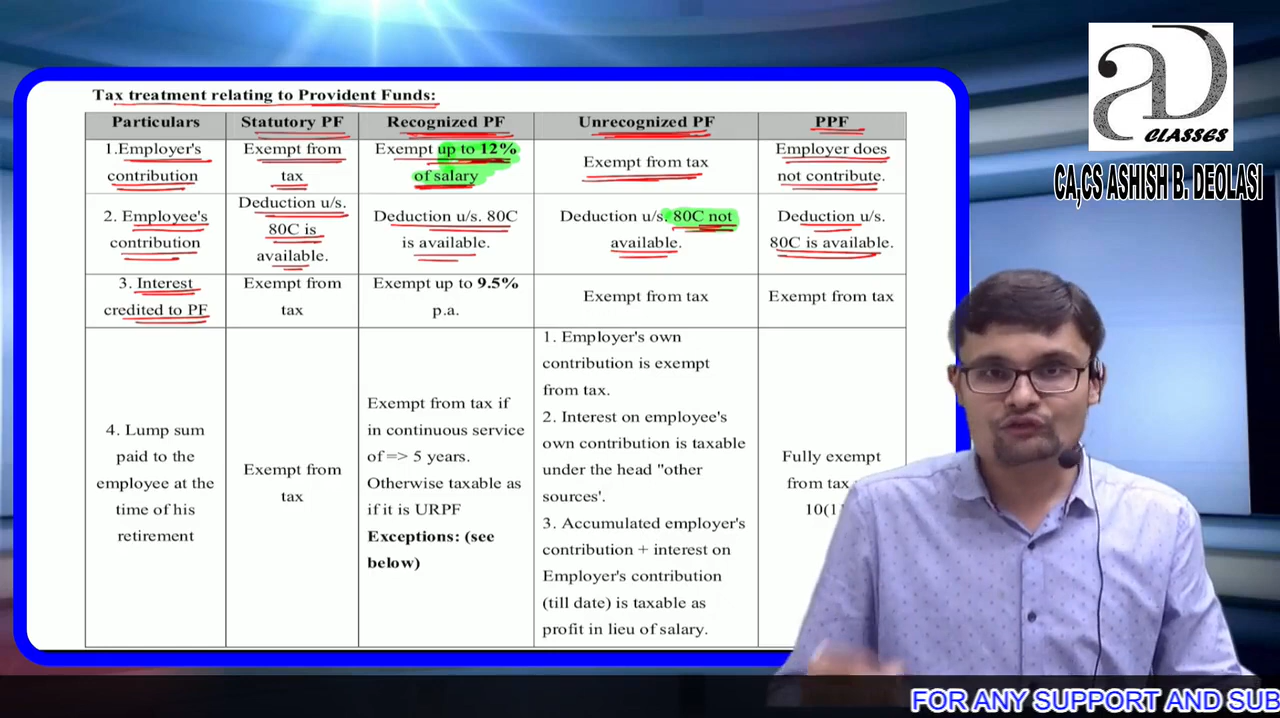 Tax treatment relating to Provident Funds:
Particulars
Statutory PF
Recognized PF
Unrecognized PF
PPF
1.Employer's
contribution
Exempt from
tax
Exempt up to 12%
of salary
Exempt from tax
Employer does
not contribute.
2. Employee's
contribution
Deduction u/s.
80C is
available.
Deduction u/s. 80C
is available.
Deduction u/s. 80C not
available.
Deduction u/s.
80C is available.
3. Interest
credited to PF
Exempt from
tax
Exempt up to 9.5%
p.a.
Exempt from tax
Exempt from tax
4. Lump sum
paid to the
employee at the
time of his
retirement
Exempt from
tax
Exempt from tax if
in continuous service
of => 5 years.
Otherwise taxable as
if it is URPF
Exceptions: (see
below)
1. Employer's own
contribution is exempt
from tax.
2. Interest on employee's
own contribution is taxable
under the head "other
sources'.
3. Accumulated employer's
contribution + interest on
Employer's contribution
(till date) is taxable as
profit in lieu of salary.
Fully exempt
from tax
aD
CLASSES
CA,CS ASHISH B. DEOLASI
FOR ANY SUPPORT AND SUB